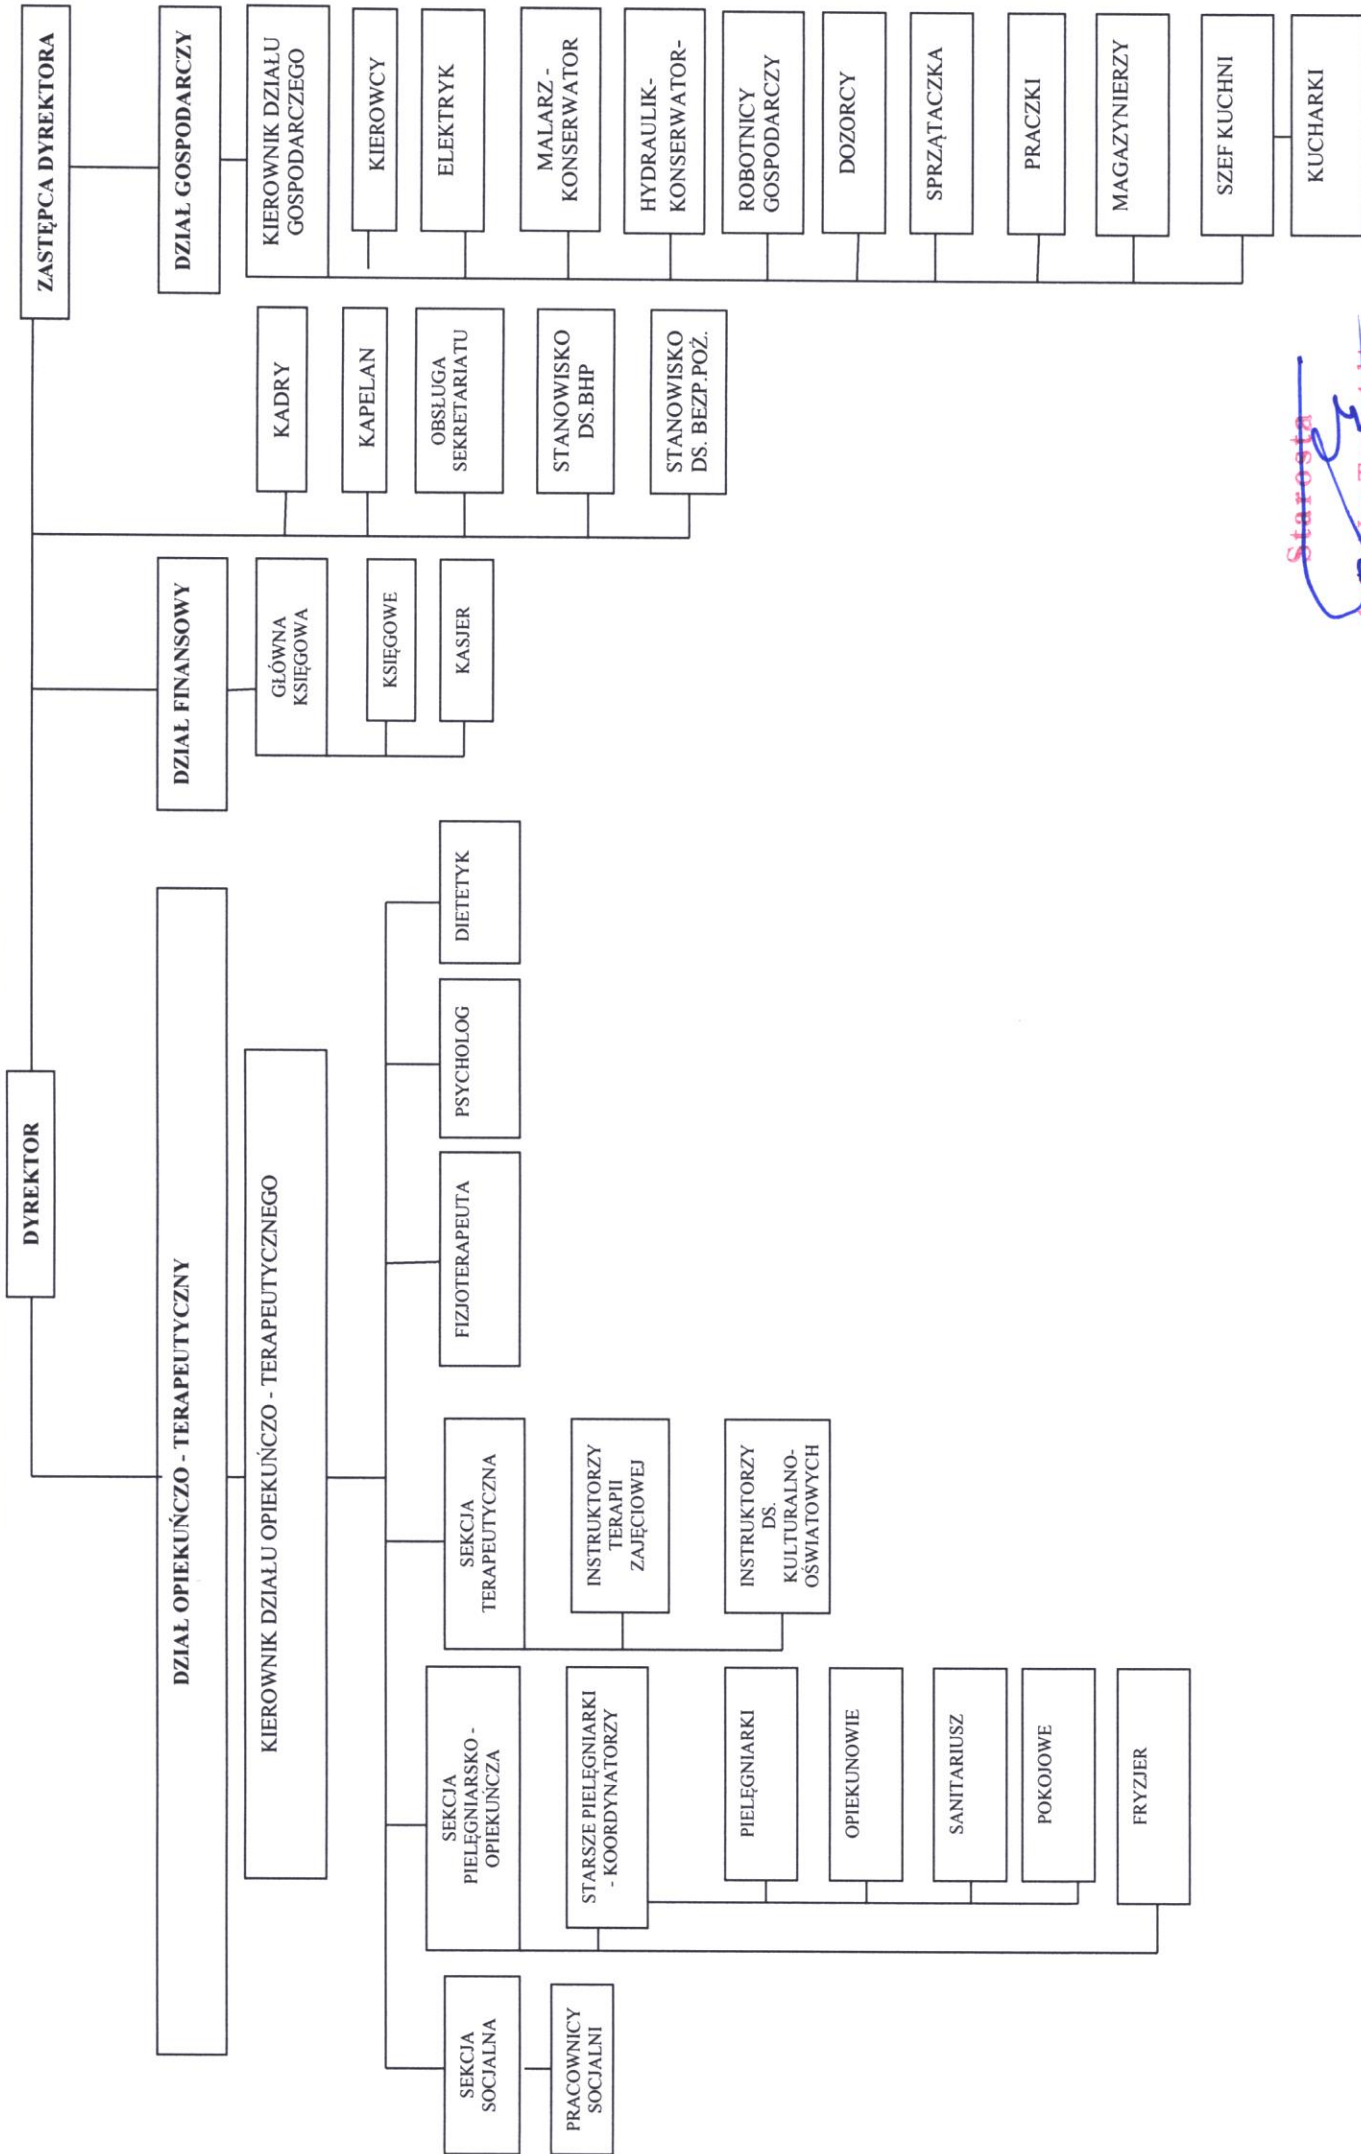 DYREKTOR
ZASTĘPCA DYREKTORA
DZIAŁ OPIEKUŃCZO - TERAPEUTYCZNY
KIEROWNIK DZIAŁU OPIEKUŃCZO - TERAPEUTYCZNEGO
SEKCJA
SOCJALNA
PRACOWNICY
SOCJALNI
SEKCJA
PIELĘGNIARSKO -
OPIEKUŃCZA
STARSZE PIELĘGNIARKI
- KOORDYNATORZY
PIELĘGNIARKI
OPIEKUNOWIE
SANITARIUSZ
POKOJOWE
FRYZJER
SEKCJA
TERAPEUTYCZNA
INSTRUKTORZY
TERAPII
ZAJĘCIOWEJ
INSTRUKTORZY
DS.
KULTURALNO-
OŚWIATOWYCH
FIZJOTERAPEUTA
PSYCHOLOG
DIETETYK
DZIAŁ FINANSOWY
GŁÓWNA
KSIĘGOWA
KSIĘGOWE
KASJER
KADRY
KAPELAN
OBSŁUGA
SEKRETARIATU
STANOWISKO
DS.BHP
STANOWISKO
DS. BEZP.POŻ.
DZIAŁ GOSPODARCZY
KIEROWNIK DZIAŁU
GOSPODARCZEGO
KIEROWCY
ELEKTRYK
MALARZ -
KONSERWATOR
HYDRAULIK-
KONSERWATOR-
ROBOTNICY
GOSPODARCZY
DOZORCY
SPRZĄTACZKA
PRACZKI
MAGAZYNIERZY
SZEF KUCHNI
KUCHARKI
Starosta